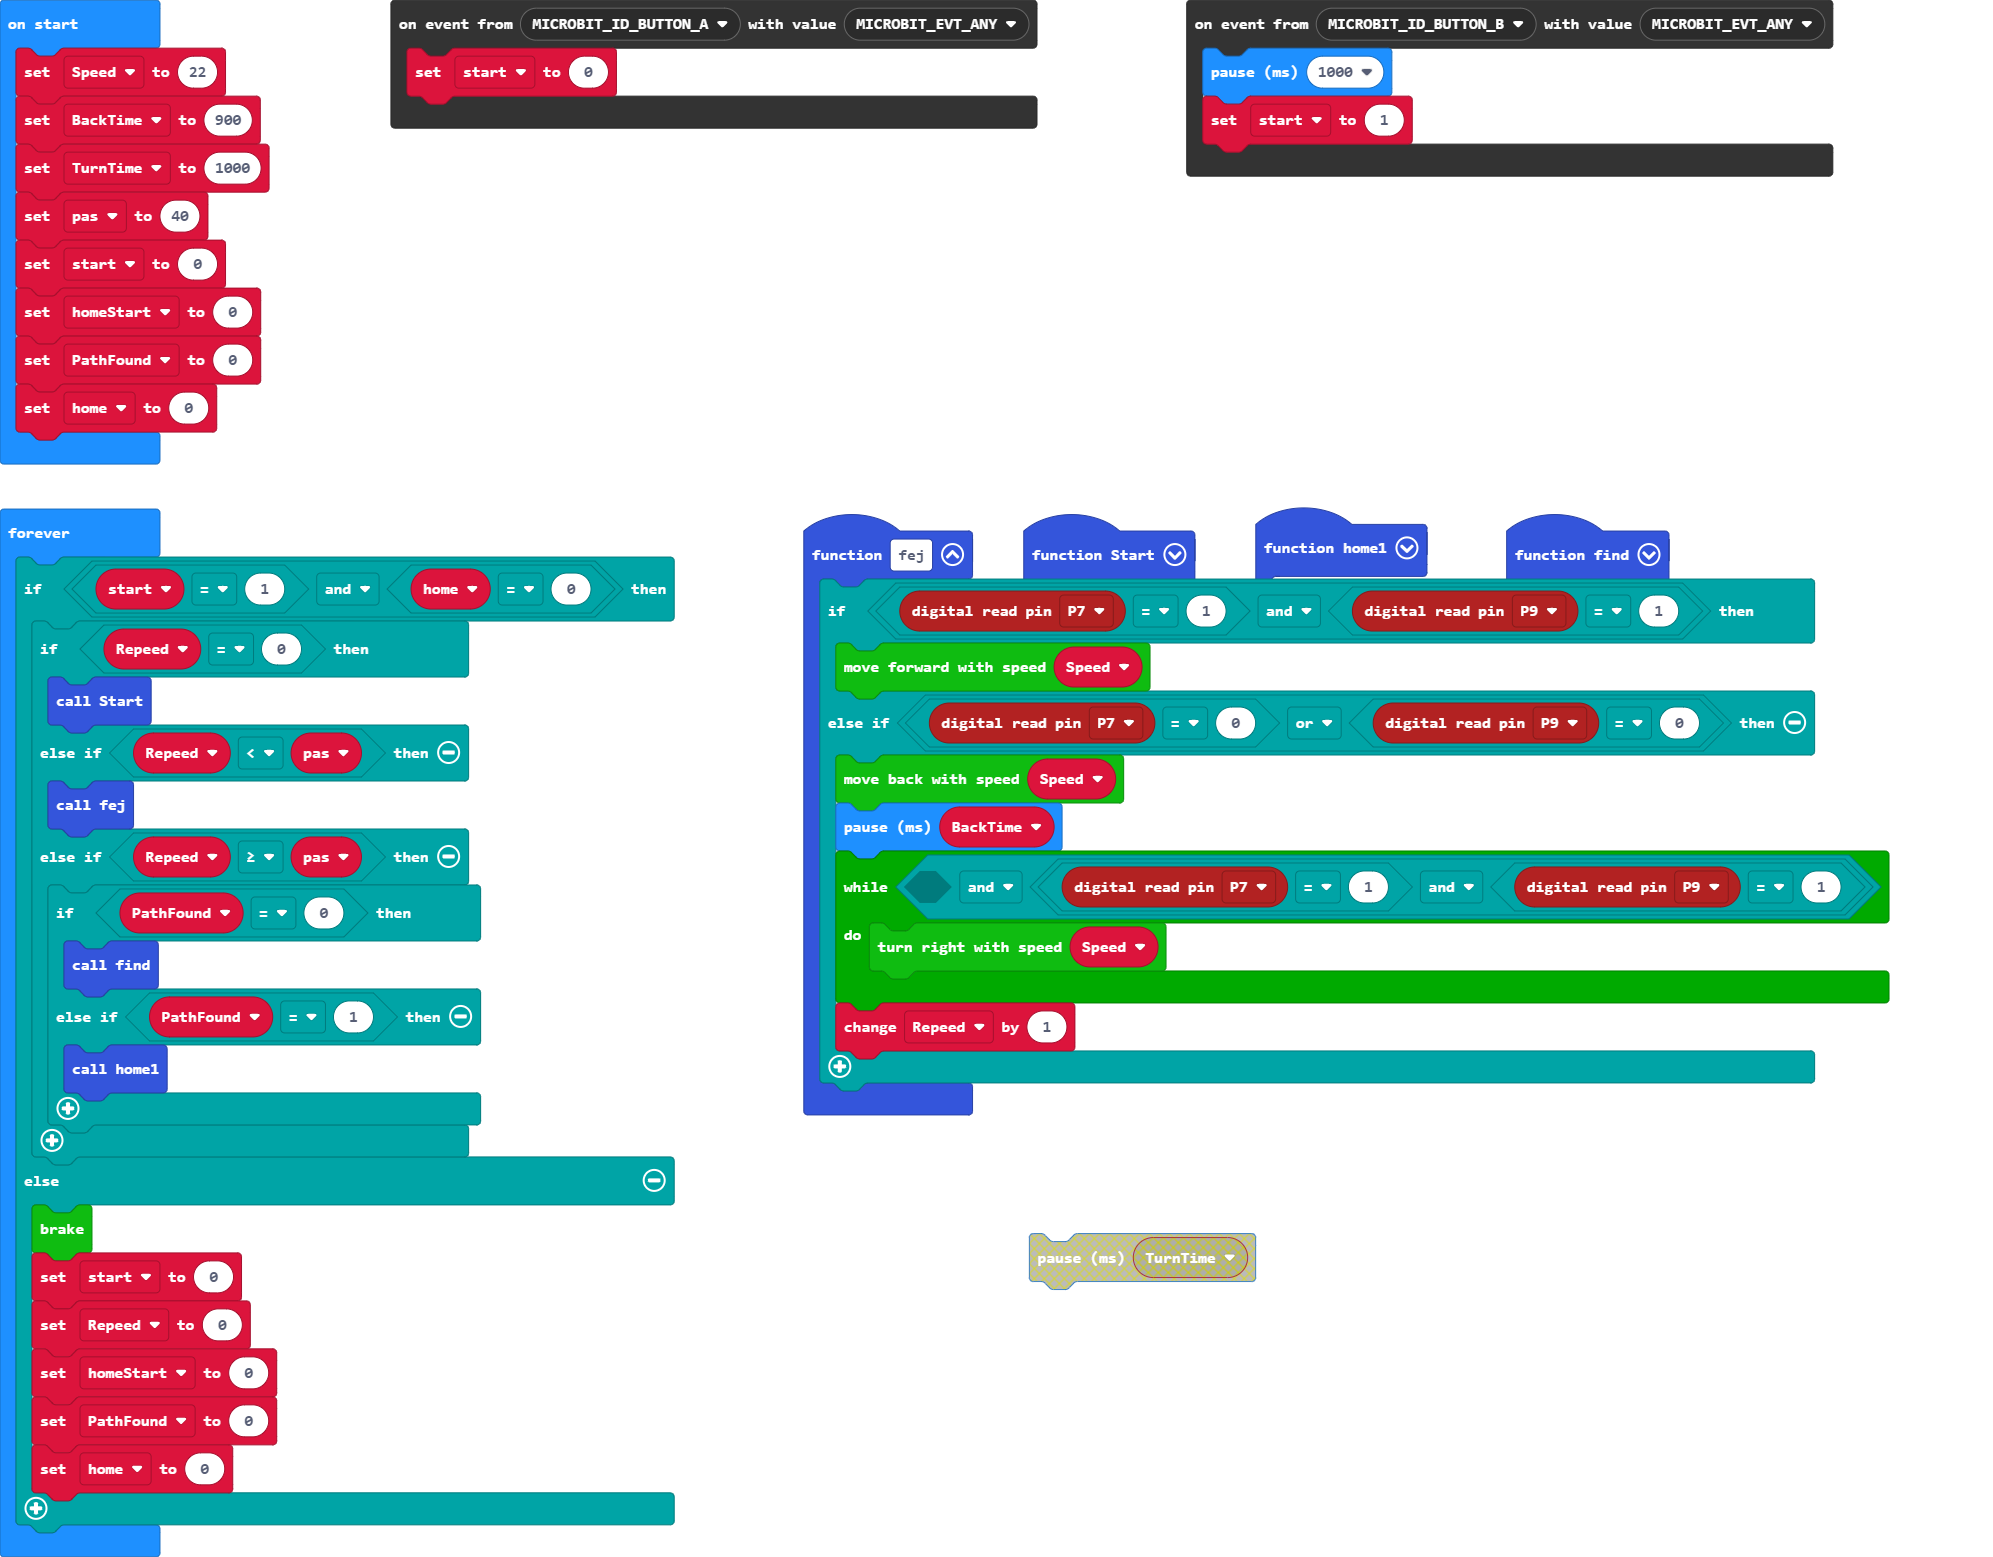 on start
set Speed to 22
set BackTime to 900
set TurnTime to 1000
set pas to 40
set start to 0
set homeStart to 0
set PathFound to 0
set home to 0
on event from MICROBIT_ID_BUTTON_A with value MICROBIT_EVT_ANY
set start to 0
on event from MICROBIT_ID_BUTTON_B with value MICROBIT_EVT_ANY
pause (ms) 1000
set start to 1
forever
if start = 1 and home = 0 then
if Repeed = 0 then
call Start
else if Repeed < pas then
call fej
else if Repeed ≥ pas then
if PathFound = 0 then
call find
else if PathFound = 1 then
call home1
else
brake
set start to 0
set Repeed to 0
set homeStart to 0
set PathFound to 0
set home to 0
function fej
function Start
function home1
function find
if digital read pin P7 = 1 and digital read pin P9 = 1 then
move forward with speed Speed
else if digital read pin P7 = 0 or digital read pin P9 = 0 then
move back with speed Speed
pause (ms) BackTime
while and digital read pin P7 = 1 and digital read pin P9 = 1
do turn right with speed Speed
change Repeed by 1
pause (ms) TurnTime